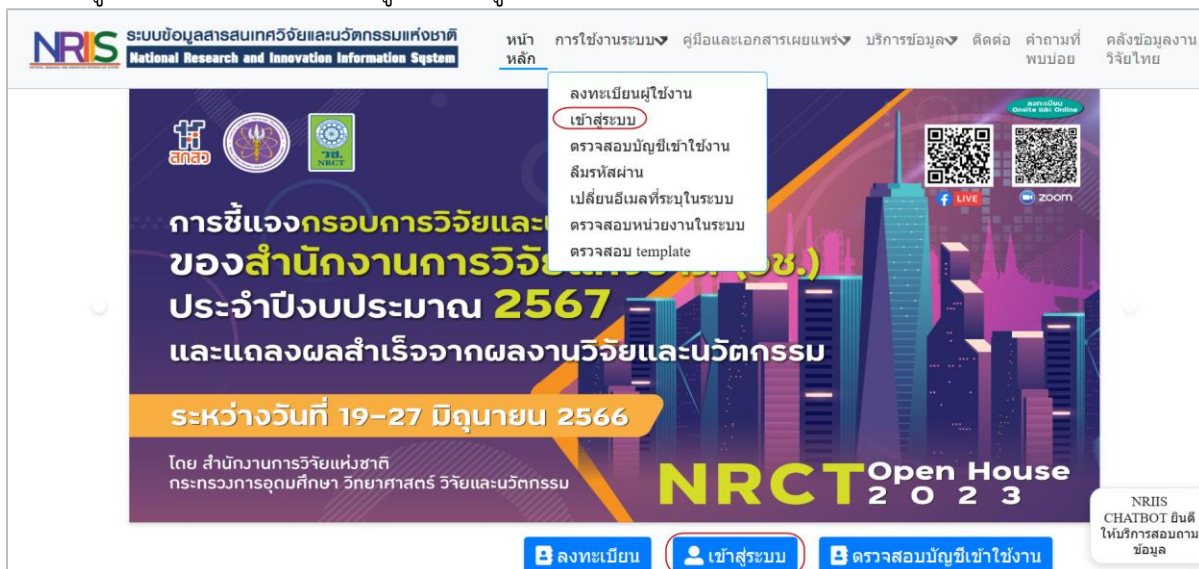 NRIIS ระบบข้อมูลสารสนเทศวิจัยและนวัตกรรมแห่งชาติ
National Research and Innovation Information System
หน้าหลัก การใช้งานระบบ คู่มือและเอกสารเผยแพร่ บริการข้อมูล ติดต่อ คำถามที่พบบ่อย คลังข้อมูลงานวิจัยไทย
ลงทะเบียนผู้ใช้งาน
เข้าสู่ระบบ
ตรวจสอบบัญชีเข้าใช้งาน
ลืมรหัสผ่าน
เปลี่ยนอีเมลที่ระบุในระบบ
ตรวจสอบหน่วยงานในระบบ
ตรวจสอบ template
สกสว
วช.
NRCT
ลงทะเบียน
Onsite และ Online
LIVE
zoom
การชี้แจงกรอบการวิจัยและ
ของสำนักงานการวิจั
ประจำปีงบประมาณ 2567
และแถลงผลสำเร็จจากผลงานวิจัยและนวัตกรรม
ระหว่างวันที่ 19-27 มิถุนายน 2566
โดย สำนักงานการวิจัยแห่งชาติ
กระทรวงการอุดมศึกษา วิทยาศาสตร์ วิจัยและนวัตกรรม
NRCT Open House
2023
NRIIS
CHATBOT ยินดี
ให้บริการสอบถาม
ข้อมูล
ลงทะเบียน เข้าสู่ระบบ ตรวจสอบบัญชีเข้าใช้งาน